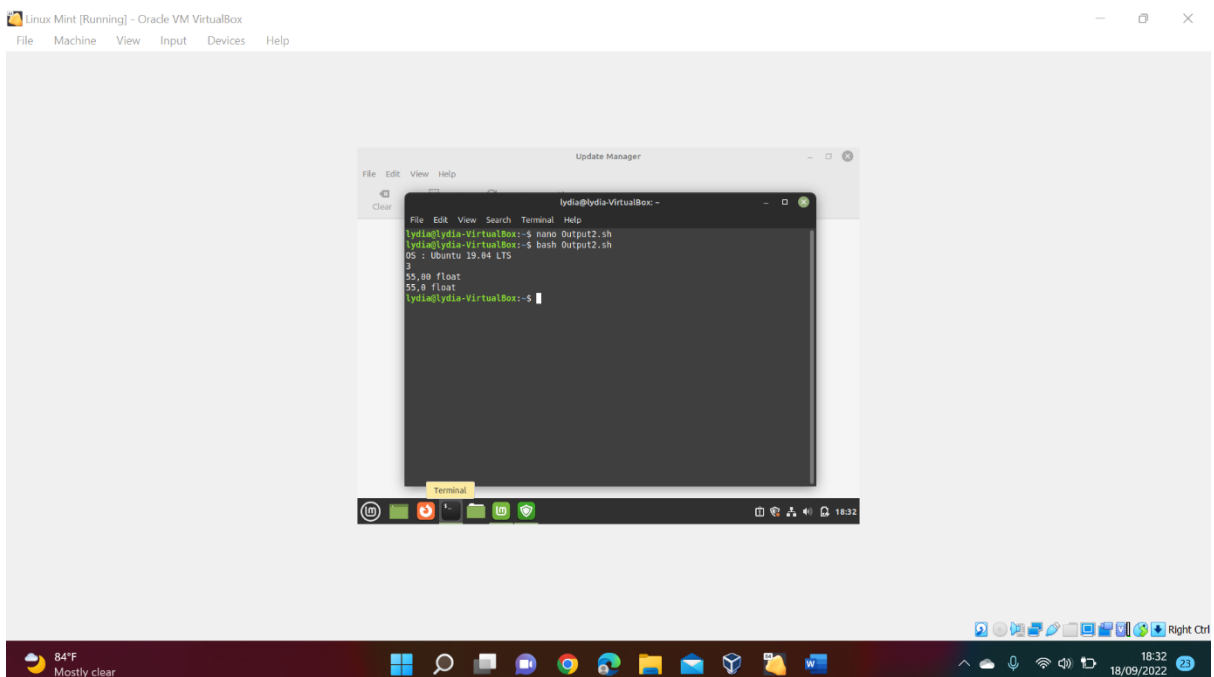 Linux Mint [Running] - Oracle VM VirtualBox
File Machine View Input Devices Help
Update Manager
File Edit View Help
Clear
lydia@lydia-VirtualBox: ~
File Edit View Search Terminal Help
lydia@lydia-VirtualBox:~$ nano Output2.sh
lydia@lydia-VirtualBox:~$ bash Output2.sh
OS : Ubuntu 19.04 LTS
3
55,00 float
55,0 float
lydia@lydia-VirtualBox:~$
Terminal
18:32
Right Ctrl
84°F
Mostly clear
18:32
18/09/2022
23